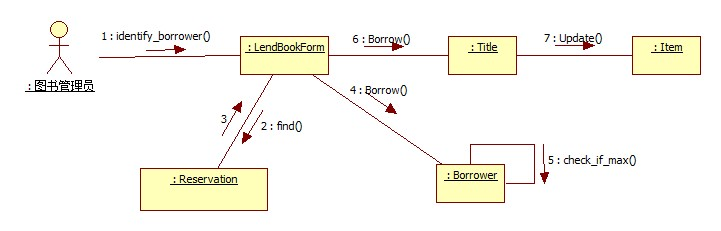 1 : identify_borrower()
: LendBookForm
6 : Borrow()
: Title
7 : Update()
: Item
: 图书管理员
3
2 : find()
4 : Borrow()
: Reservation
: Borrower
5 : check_if_max()